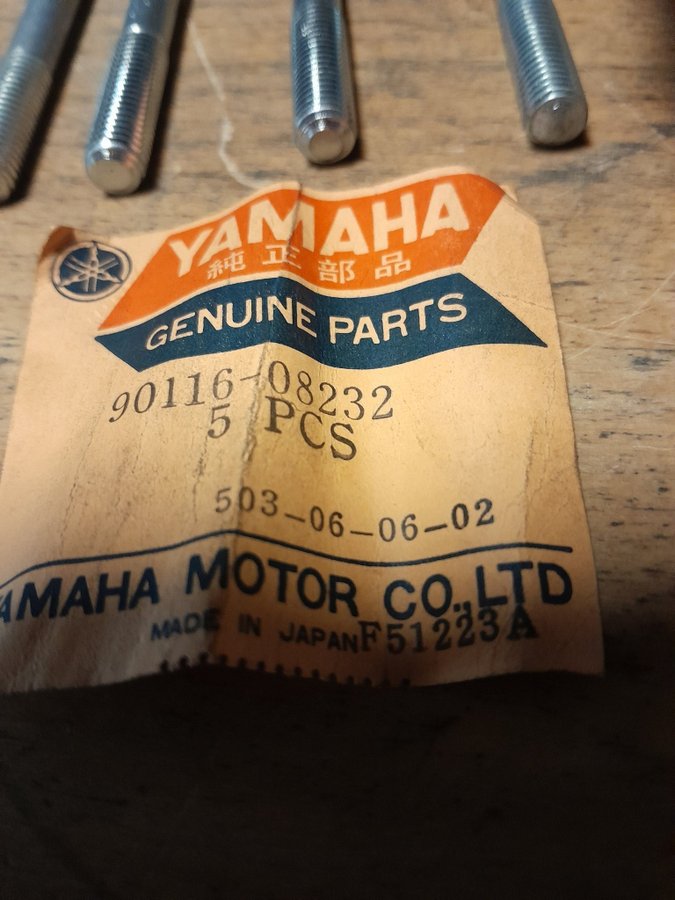 YAMAHA
純正部品
GENUINE PARTS
90116-08232
5 PCS
503-06-06-02
YAMAHA MOTOR CO.,LTD
MADE IN JAPAN F51223A